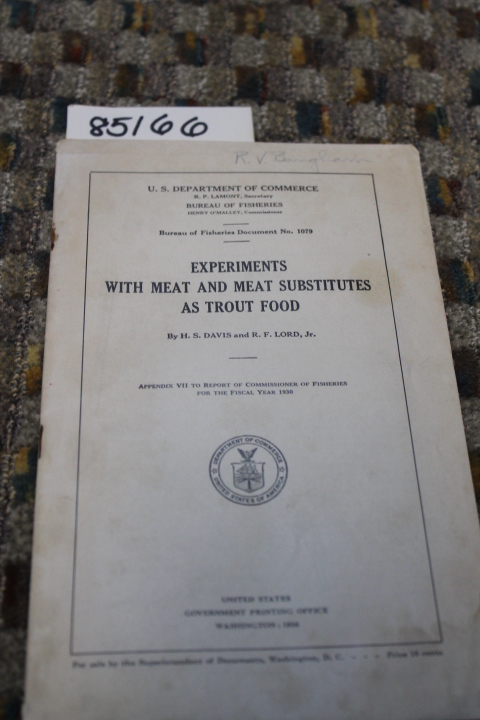 85166
U. S. DEPARTMENT OF COMMERCE
R. P. LAMONT, Secretary
BUREAU OF FISHERIES
HENRY O'MALLEY, Commissioner
Bureau of Fisheries Document No. 1079
EXPERIMENTS
WITH MEAT AND MEAT SUBSTITUTES
AS TROUT FOOD
By H. S. DAVIS and R. F. LORD, Jr.
APPENDIX VII TO REPORT OF COMMISSIONER OF FISHERIES
FOR THE FISCAL YEAR 1930
DEPARTMENT OF COMMERCE
UNITED STATES OF AMERICA
UNITED STATES
GOVERNMENT PRINTING OFFICE
WASHINGTON : 1930
For sale by the Superintendent of Documents, Washington, D. C. - - - Price 10 cents